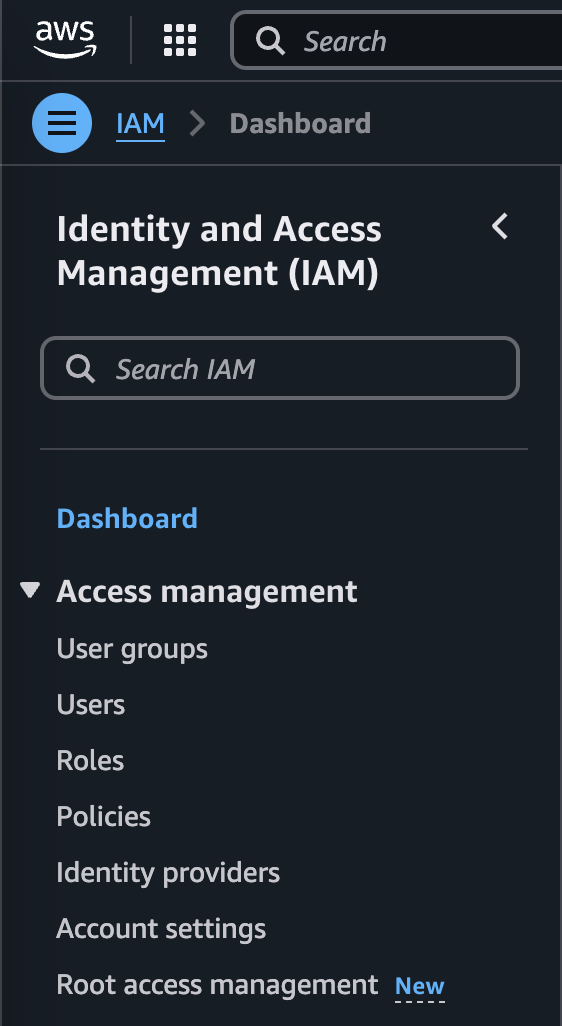 aws
Search
IAM > Dashboard
Identity and Access
Management (IAM)
Search IAM
Dashboard
Access management
User groups
Users
Roles
Policies
Identity providers
Account settings
Root access management New